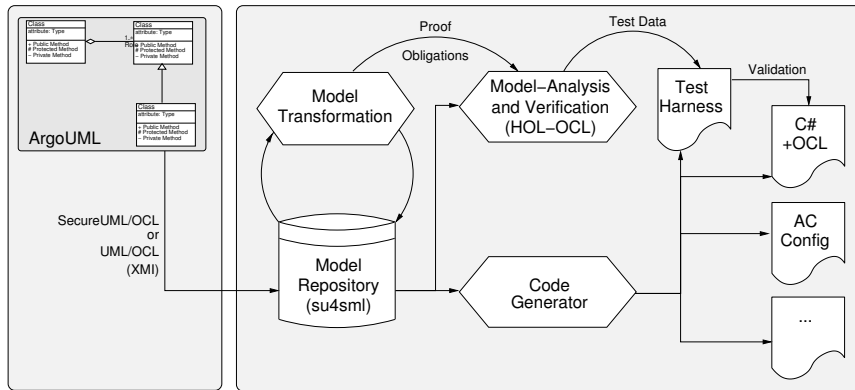 Class
attribute: Type
+ Public Method
# Protected Method
– Private Method
1..*
Role
Class
attribute: Type
+ Public Method
# Protected Method
– Private Method
Class
attribute: Type
+ Public Method
# Protected Method
– Private Method
ArgoUML
SecureUML/OCL
or
UML/OCL
(XMI)
Proof
Obligations
Test Data
Validation
Model
Transformation
Model–Analysis
and Verification
(HOL–OCL)
Test
Harness
C#
+OCL
Model
Repository
(su4sml)
Code
Generator
AC
Config
...